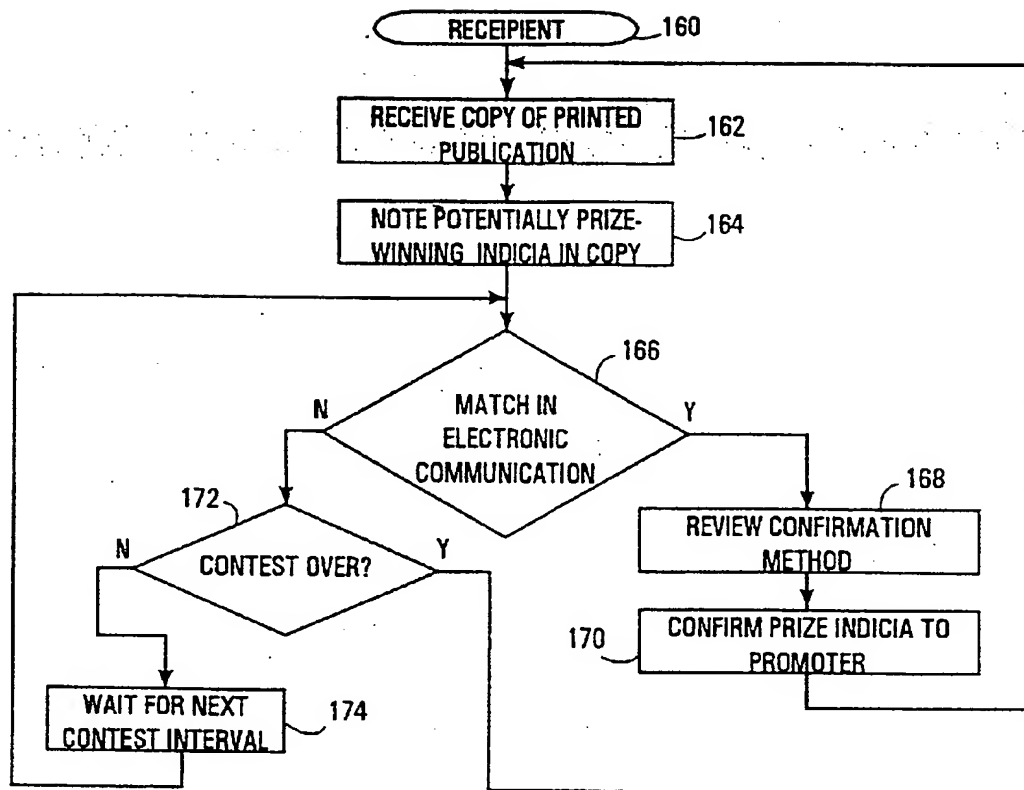 RECEIPIENT
160
RECEIVE COPY OF PRINTED
PUBLICATION
162
NOTE POTENTIALLY PRIZE-
WINNING INDICIA IN COPY
164
166
N
MATCH IN
Y
ELECTRONIC
COMMUNICATION
172
N
CONTEST OVER?
Y
168
REVIEW CONFIRMATION
METHOD
170
CONFIRM PRIZE INDICIA TO
PROMOTER
WAIT FOR NEXT
CONTEST INTERVAL
174